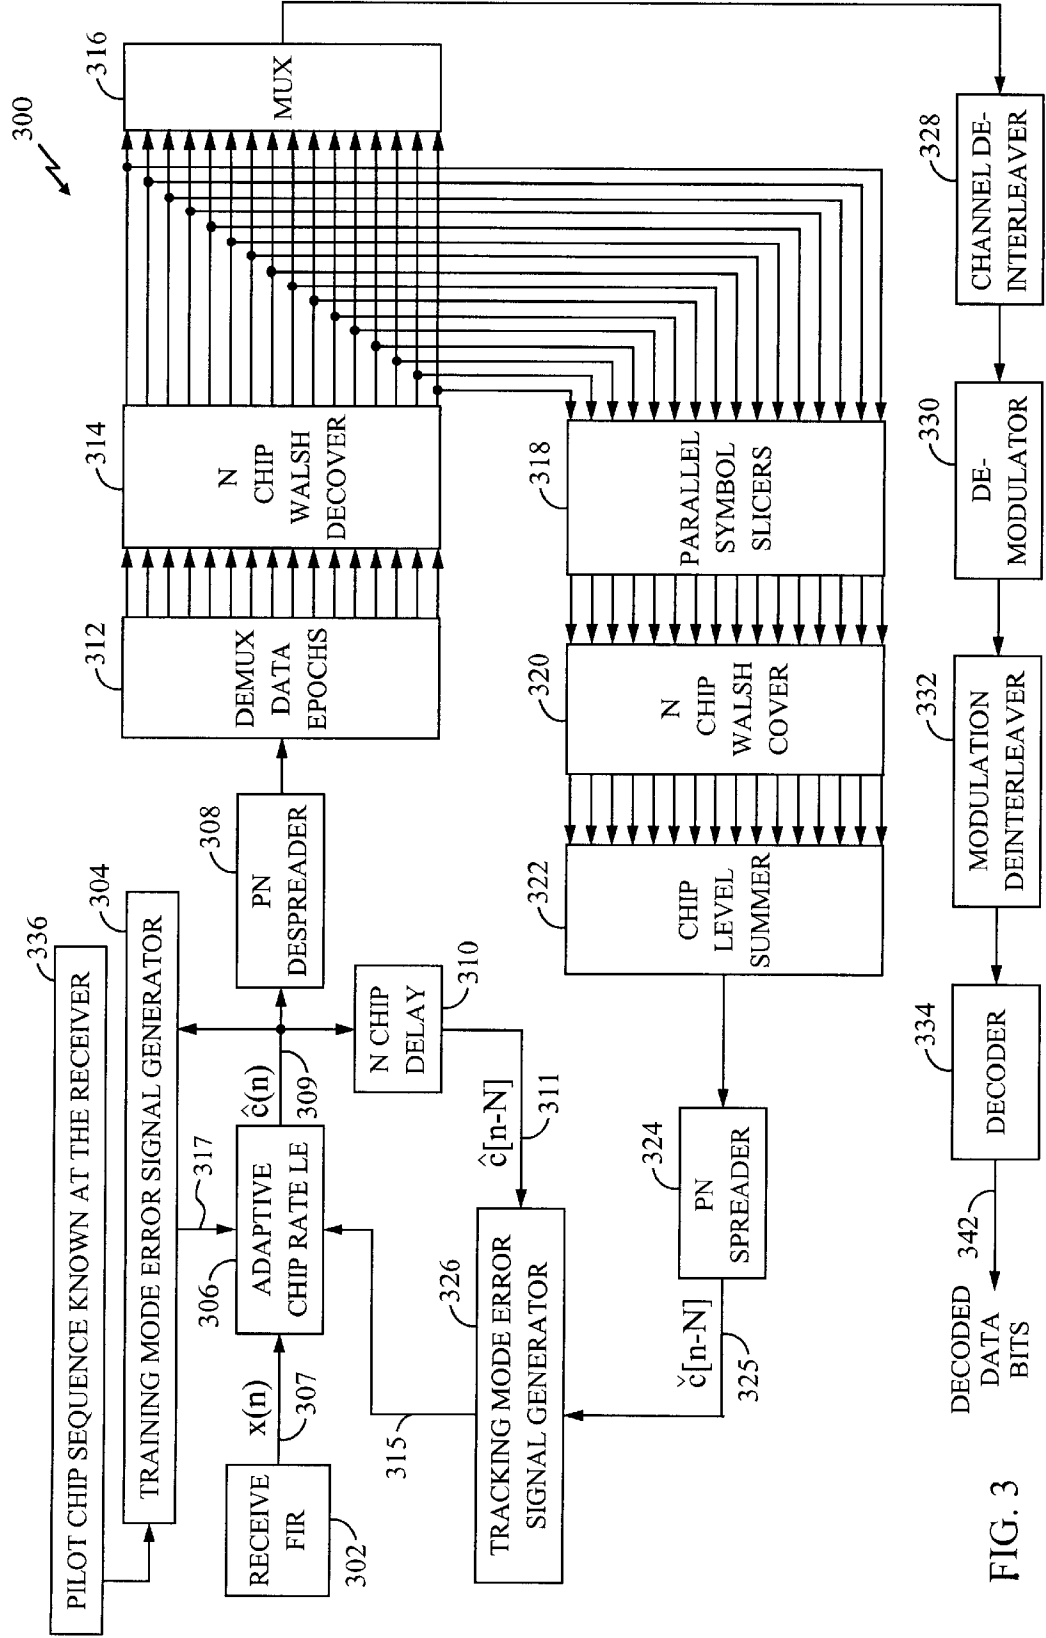 300
336
PILOT CHIP SEQUENCE KNOWN AT THE RECEIVER
304
TRAINING MODE ERROR SIGNAL GENERATOR
317
RECEIVE
FIR
302
x(n)
307
306
ADAPTIVE
CHIP RATE LE
ĉ(n)
309
308
PN
DESPREADER
312
DEMUX
DATA
EPOCHS
314
N
CHIP
WALSH
DECOVER
316
MUX
310
N CHIP
DELAY
ĉ[n-N]
311
315
326
TRACKING MODE ERROR
SIGNAL GENERATOR
č[n-N]
325
324
PN
SPREADER
322
CHIP
LEVEL
SUMMER
320
N
CHIP
WALSH
COVER
318
PARALLEL
SYMBOL
SLICERS
328
CHANNEL DE-
INTERLEAVER
330
DE-
MODULATOR
332
MODULATION
DEINTERLEAVER
334
DECODER
342
DECODED
DATA
BITS
FIG. 3